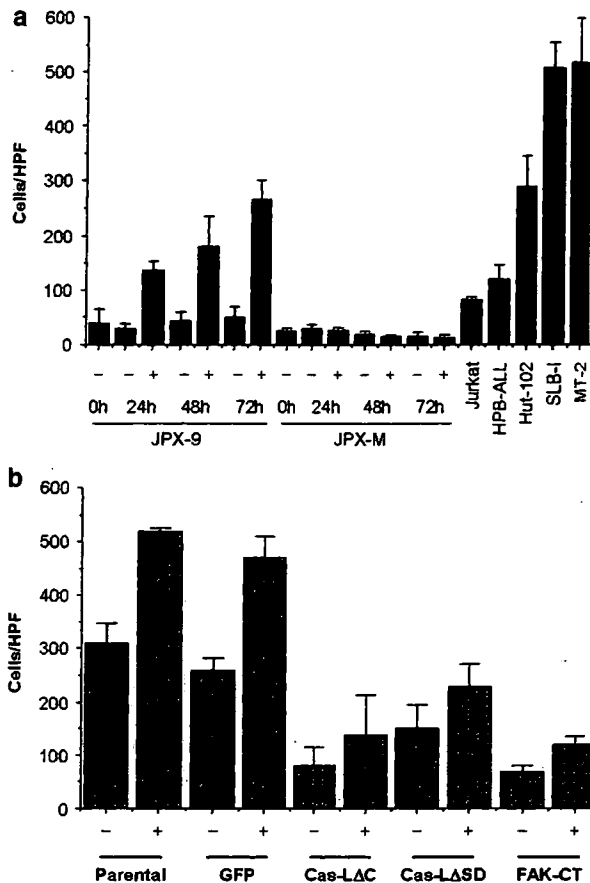 a
600
500
400
300
200
100
0
Cells/HPF
− − + − + − + − − + − + − +
0h 24h 48h 72h 0h 24h 48h 72h
JPX-9 JPX-M
Jurkat
HPB-ALL
Hut-102
SLB-I
MT-2
b
600
500
400
300
200
100
0
Cells/HPF
− + − + − + − + − +
Parental GFP Cas-LΔC Cas-LΔSD FAK-CT